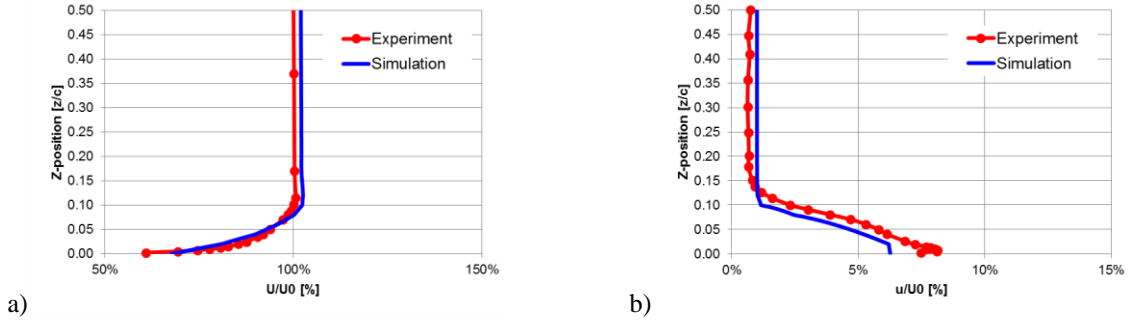 0.50
0.45
0.40
0.35
0.30
0.25
0.20
0.15
0.10
0.05
0.00
Z-position [z/c]
Experiment
Simulation
50%
100%
150%
U/U0 [%]
a)
0.50
0.45
0.40
0.35
0.30
0.25
0.20
0.15
0.10
0.05
0.00
Z-position [z/c]
Experiment
Simulation
0%
5%
10%
15%
u/U0 [%]
b)